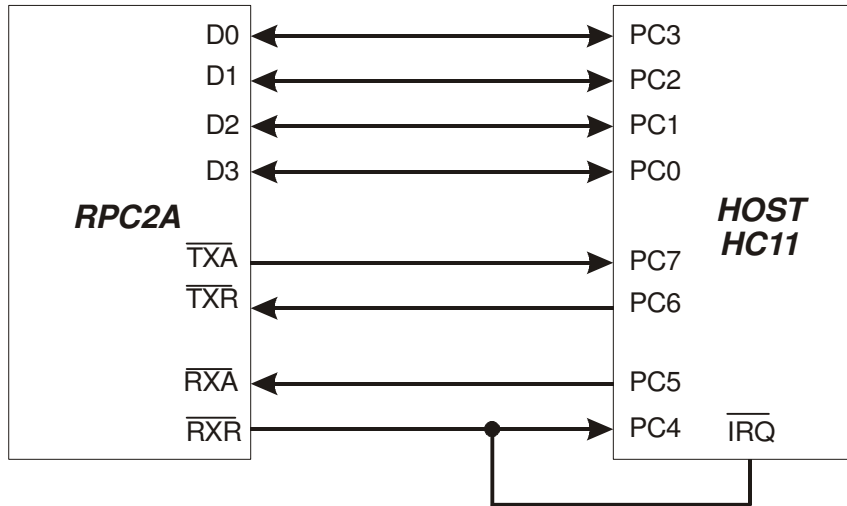 D0 PC3
D1 PC2
D2 PC1
D3 PC0
RPC2A HOST
HC11
TXA PC7
TXR PC6
RXA PC5
RXR PC4 IRQ